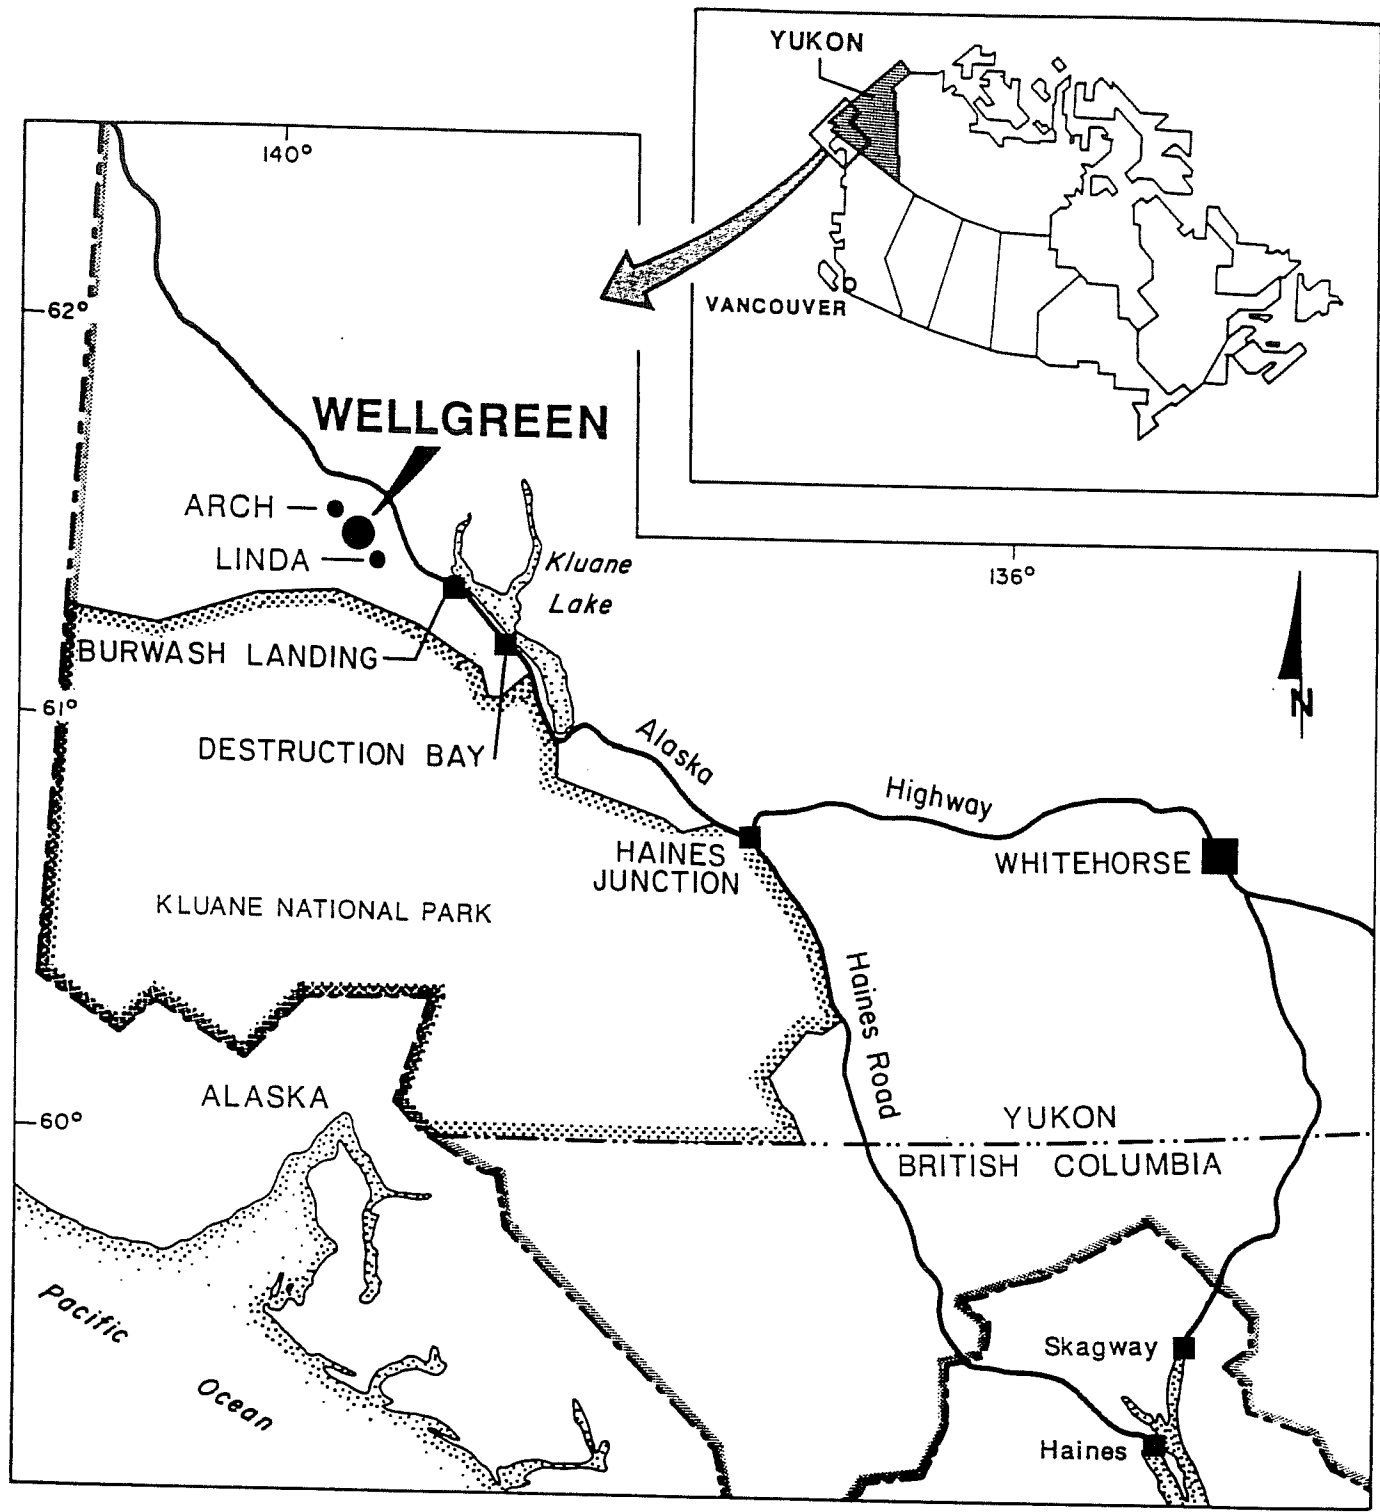 YUKON
140°
62°
VANCOUVER
WELLGREEN
ARCH
LINDA
Kluane
Lake
136°
BURWASH LANDING
N
61°
DESTRUCTION BAY
Alaska
Highway
HAINES
JUNCTION
WHITEHORSE
KLUANE NATIONAL PARK
Haines Road
ALASKA
60°
YUKON
BRITISH COLUMBIA
Pacific
Ocean
Skagway
Haines